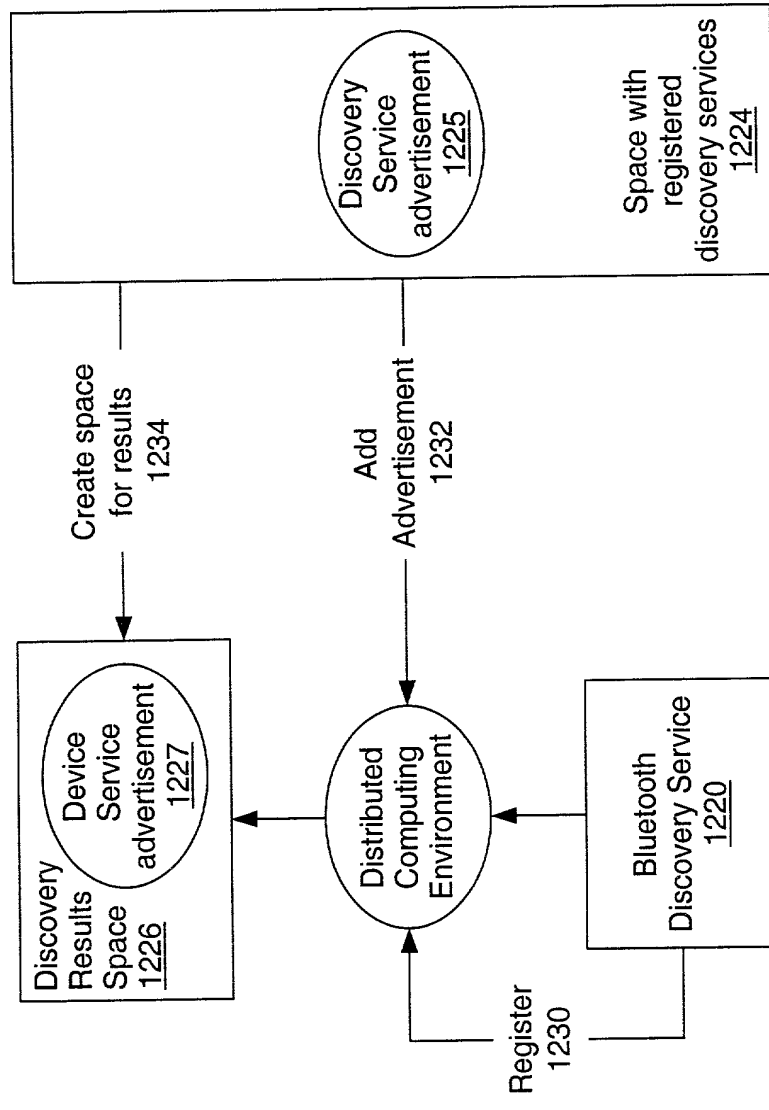 Discovery
Results
Space
1226
Device
Service
advertisement
1227
Create space
for results
1234
Discovery
Service
advertisement
1225
Space with
registered
discovery services
1224
Distributed
Computing
Environment
Add
Advertisement
1232
Register
1230
Bluetooth
Discovery Service
1220